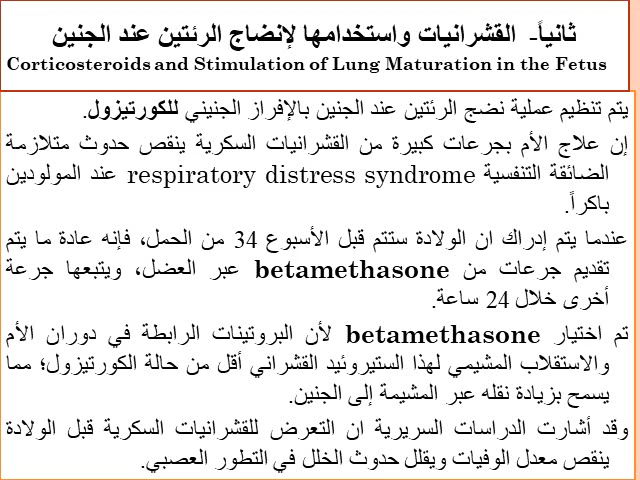 ثانياً- القشرانيات واستخدامها لإنضاج الرئتين عند الجنين
Corticosteroids and Stimulation of Lung Maturation in the Fetus
يتم تنظيم عملية نضج الرئتين عند الجنين بالإفراز الجنيني للكورتيزول.
إن علاج الأم بجرعات كبيرة من القشرانيات السكرية ينقص حدوث متلازمة
الضائقة التنفسية respiratory distress syndrome عند المولودين
باكراً.
عندما يتم إدراك ان الولادة ستتم قبل الأسبوع 34 من الحمل، فإنه عادة ما يتم
تقديم جرعات من betamethasone عبر العضل، ويتبعها جرعة
أخرى خلال 24 ساعة.
تم اختيار betamethasone لأن البروتينات الرابطة في دوران الأم
والاستقلاب المشيمي لهذا الستيروئيد القشراني أقل من حالة الكورتيزول؛ مما
يسمح بزيادة نقله عبر المشيمة إلى الجنين.
وقد أشارت الدراسات السريرية ان التعرض للقشرانيات السكرية قبل الولادة
ينقص معدل الوفيات ويقلل حدوث الخلل في التطور العصبي.